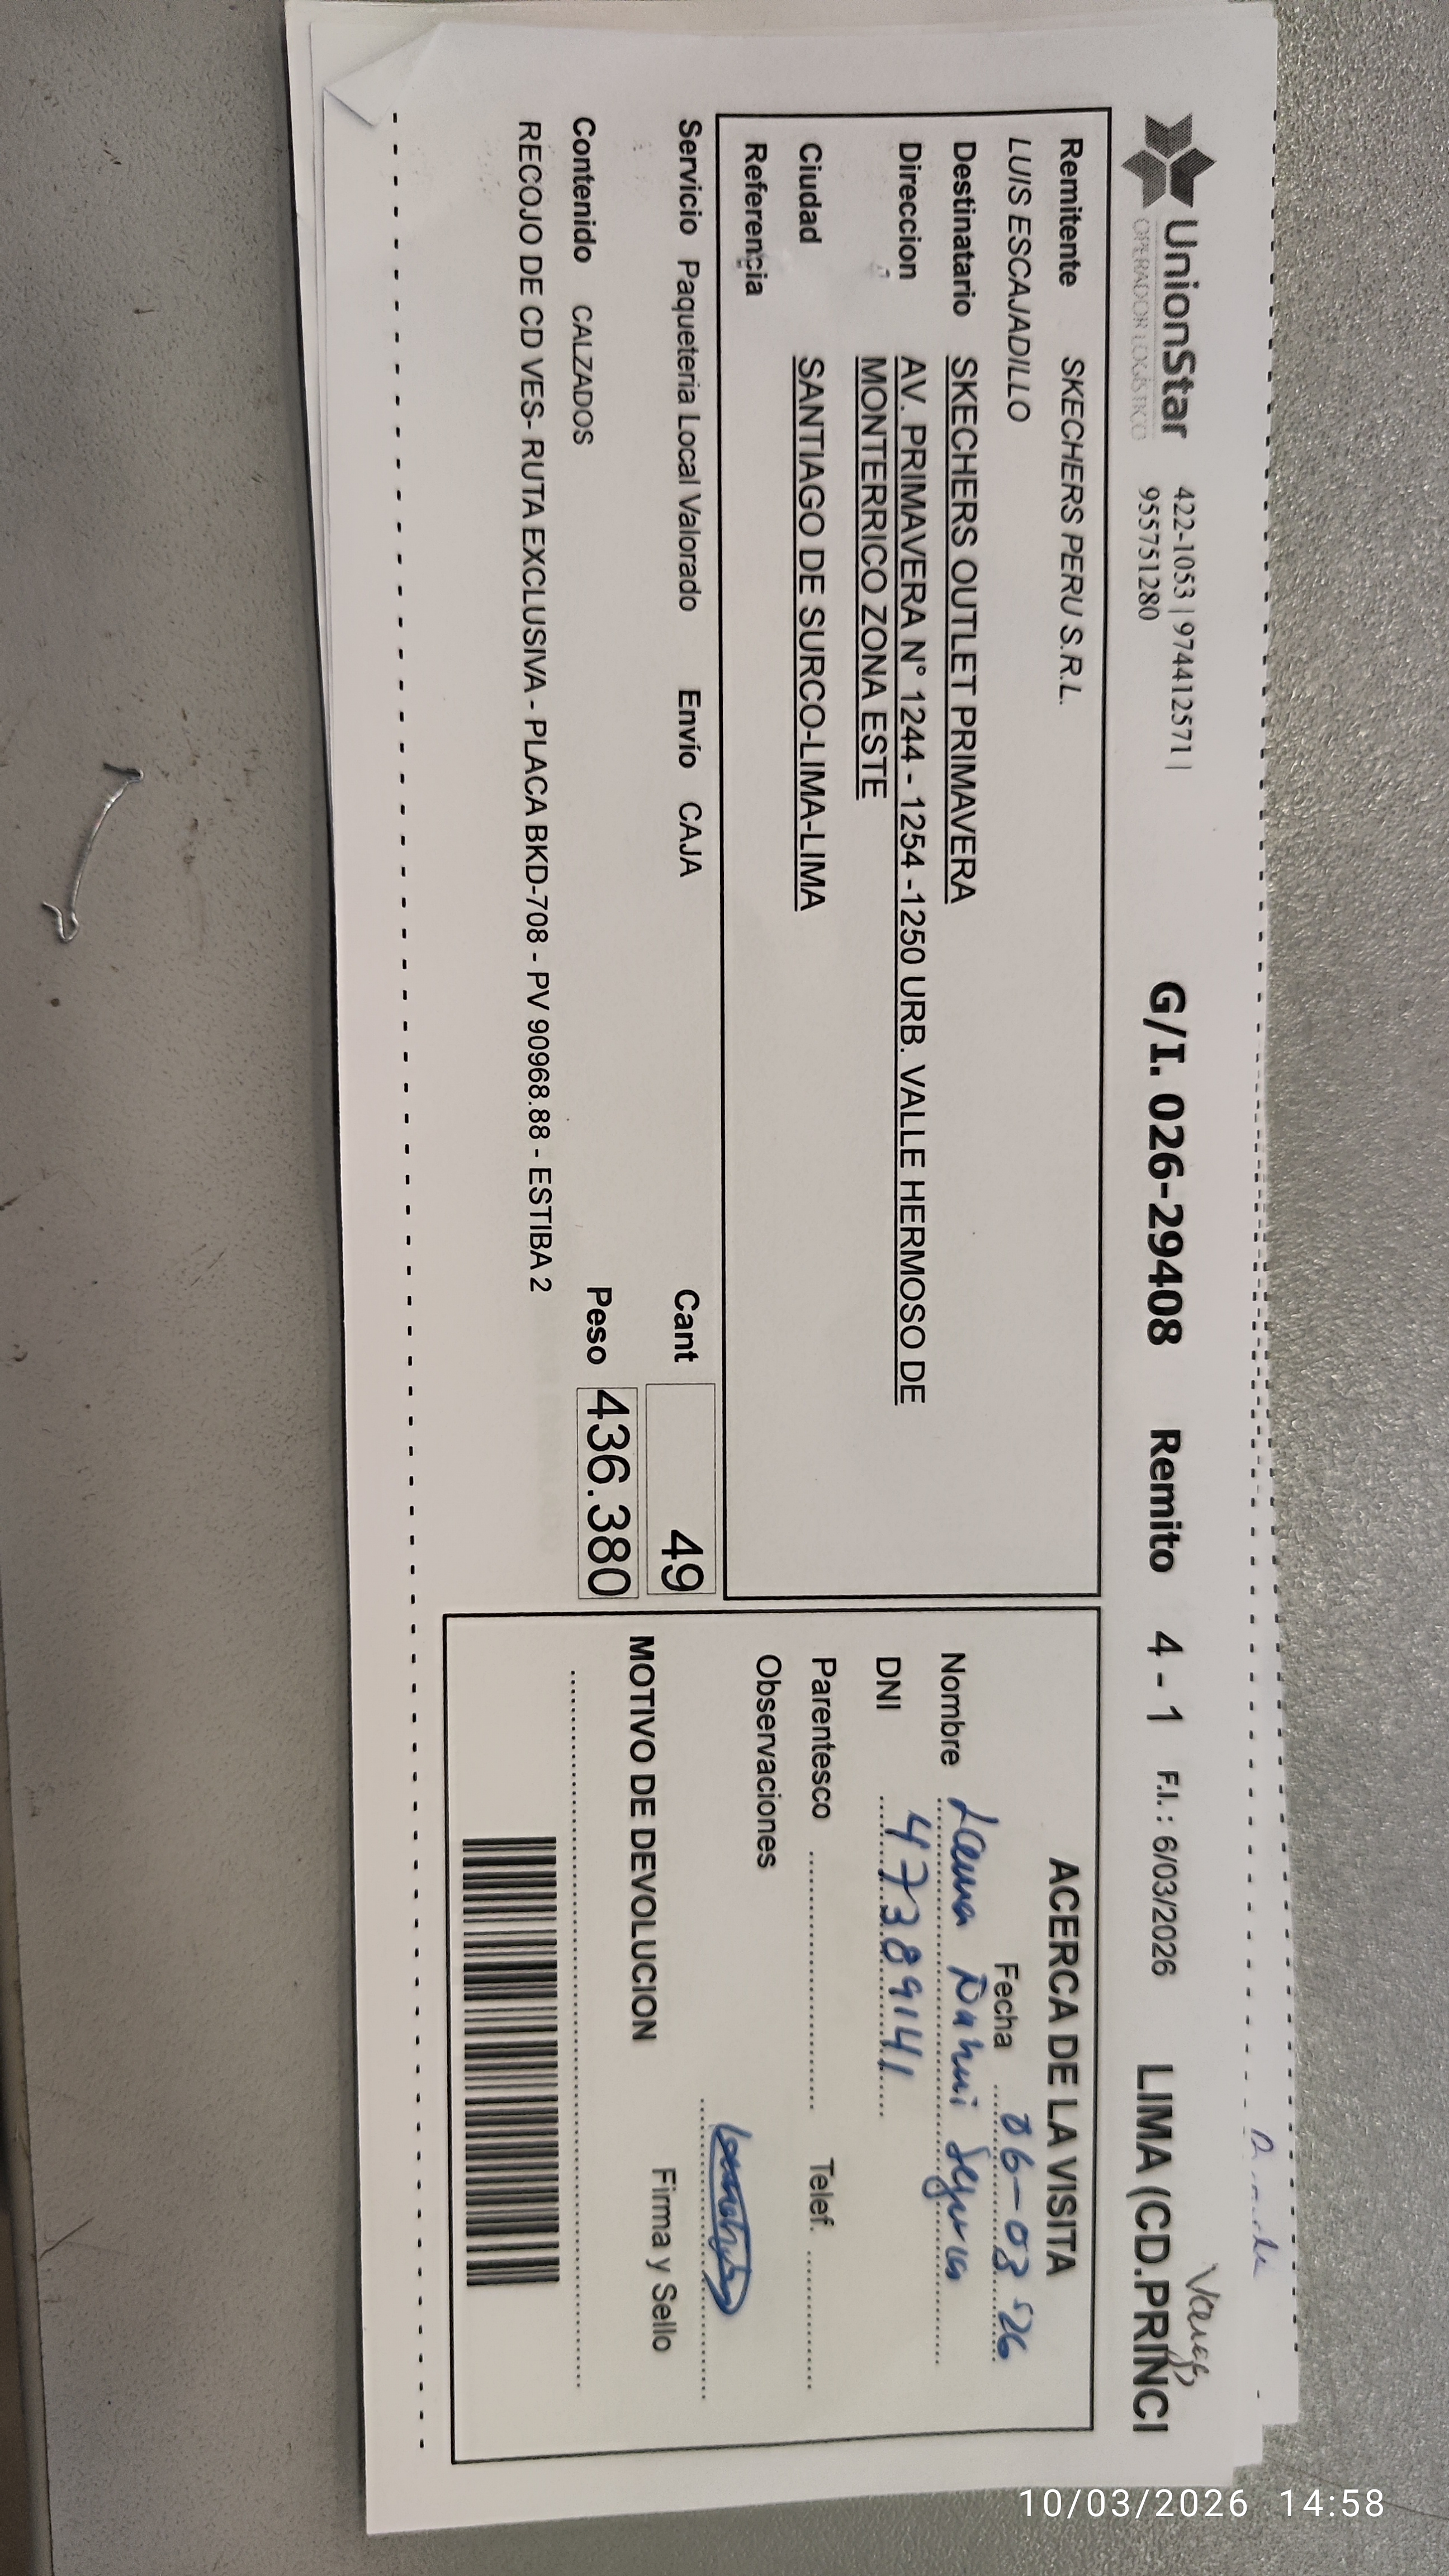 UnionStar
OPERADOR LOGÍSTICO
422-1053 | 974412571 |
955751280
G/I. 026-29408 Remito 4 - 1 F.I. : 6/03/2026 LIMA (CD.PRINCI
Remitente SKECHERS PERU S.R.L.
LUIS ESCAJADILLO
Destinatario SKECHERS OUTLET PRIMAVERA
Direccion AV. PRIMAVERA N° 1244 - 1254 -1250 URB. VALLE HERMOSO DE
MONTERRICO ZONA ESTE
Ciudad SANTIAGO DE SURCO-LIMA-LIMA
Referencia
Servicio Paqueteria Local Valorado Envío CAJA Cant 49
Contenido CALZADOS Peso 436.380
RECOJO DE CD VES- RUTA EXCLUSIVA - PLACA BKD-708 - PV 90968.88 - ESTIBA 2
ACERCA DE LA VISITA
Fecha 06-03 '26
Nombre
DNI 47389141
Parentesco Telef.
Observaciones
Firma y Sello
MOTIVO DE DEVOLUCION
10/03/2026 14:58